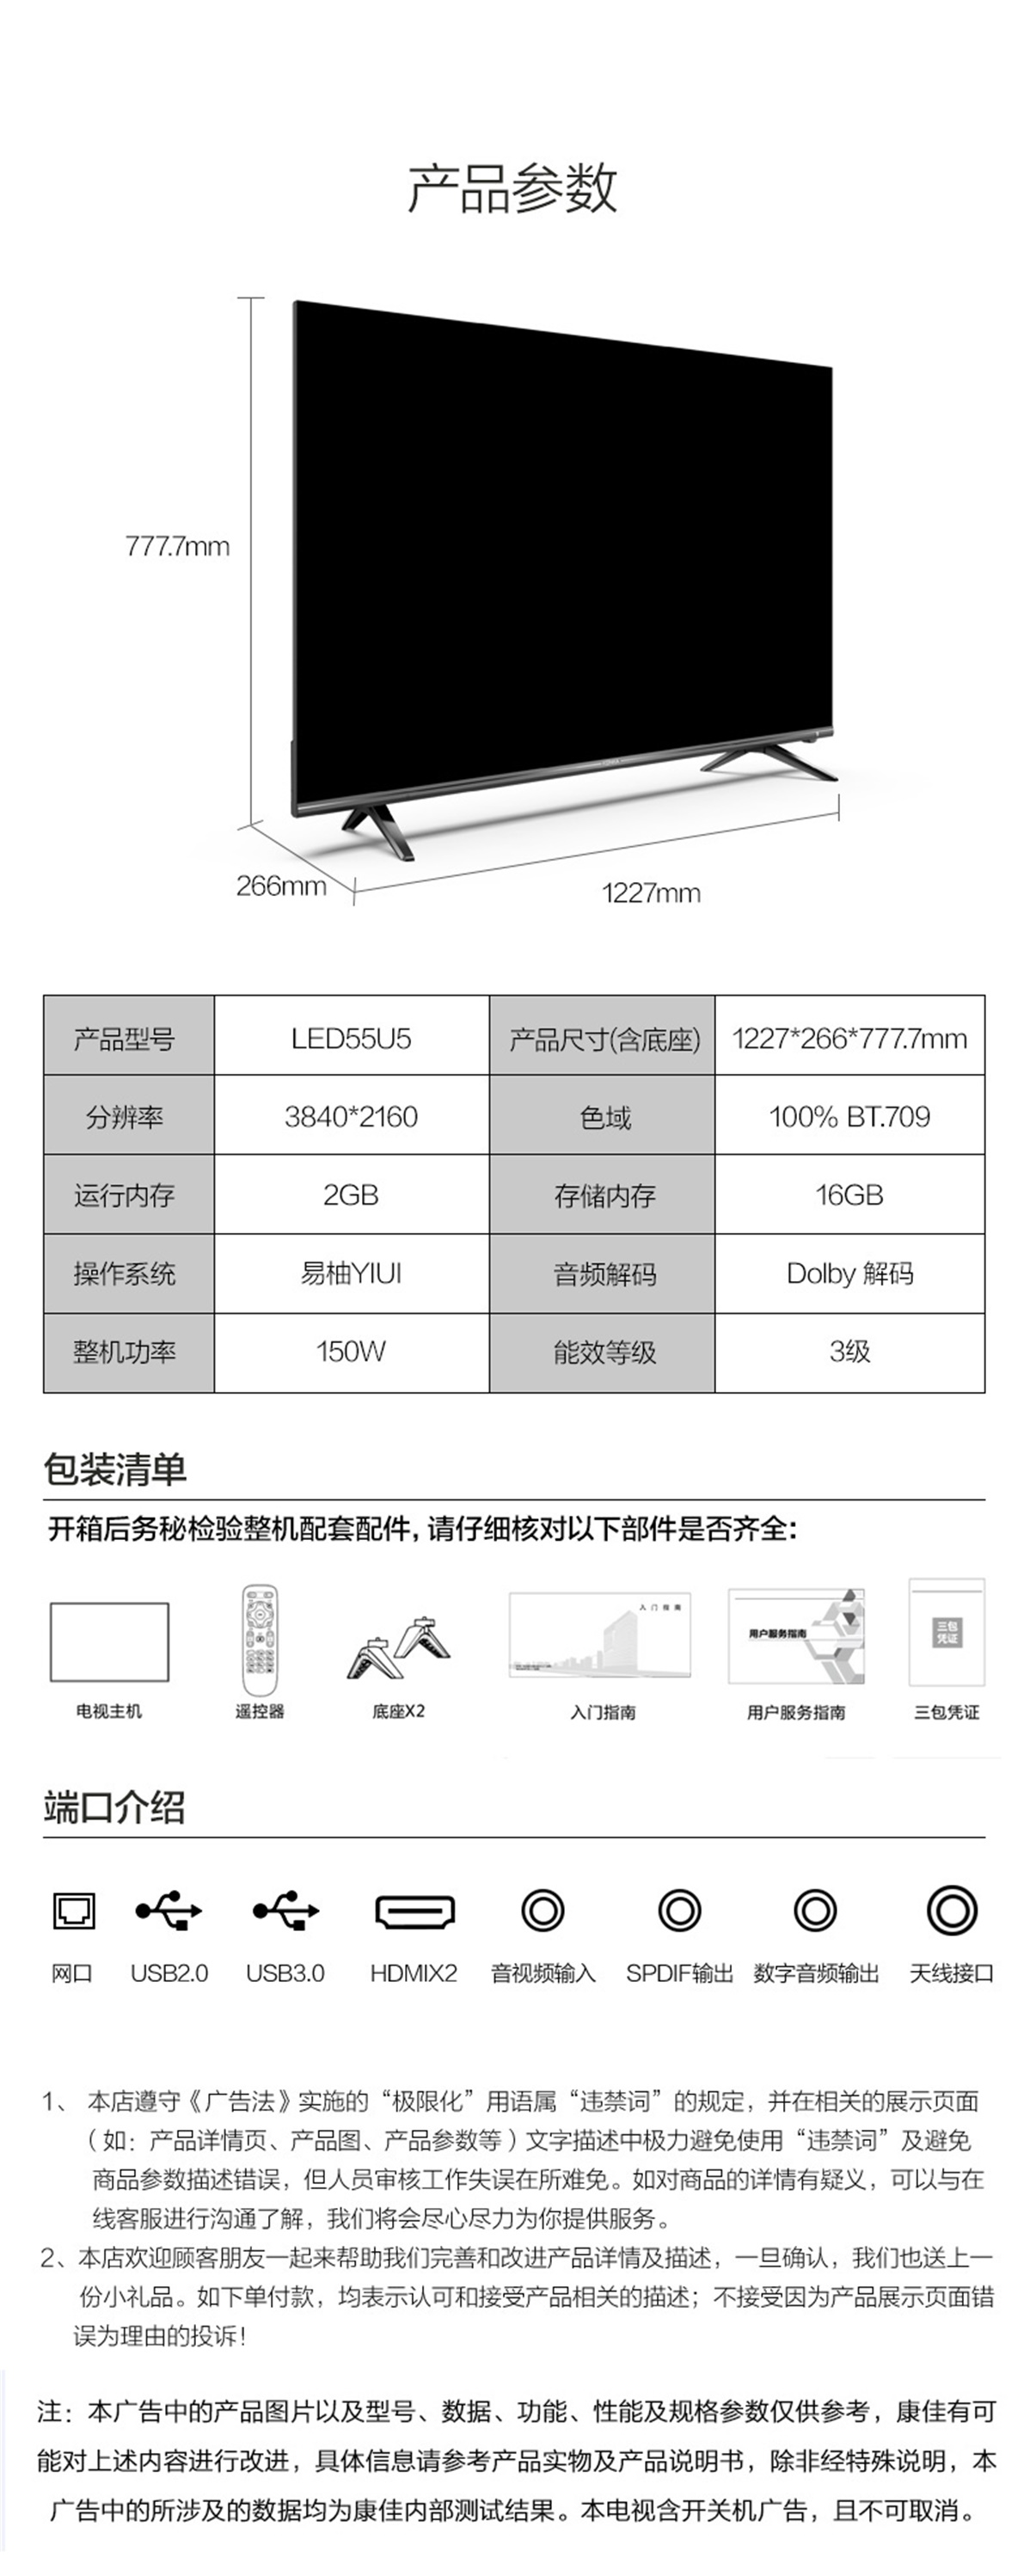 产品参数
777.7mm
266mm
1227mm
产品型号 LED55U5 产品尺寸(含底座) 1227*266*777.7mm
分辨率 3840*2160 色域 100% BT.709
运行内存 2GB 存储内存 16GB
操作系统 易柚YIUI 音频解码 Dolby 解码
整机功率 150W 能效等级 3级
包装清单
开箱后务秘检验整机配套配件, 请仔细核对以下部件是否齐全:
入门指南
用户服务指南
三包
凭证
电视主机 遥控器 底座X2 入门指南 用户服务指南 三包凭证
端口介绍
网口 USB2.0 USB3.0 HDMIX2 音视频输入 SPDIF输出 数字音频输出 天线接口
1、 本店遵守《广告法》实施的“极限化”用语属“违禁词”的规定，并在相关的展示页面
（如：产品详情页、产品图、产品参数等）文字描述中极力避免使用“违禁词”及避免
商品参数描述错误，但人员审核工作失误在所难免。如对商品的详情有疑义，可以与在
线客服进行沟通了解，我们将会尽心尽力为你提供服务。
2、本店欢迎顾客朋友一起来帮助我们完善和改进产品详情及描述，一旦确认，我们也送上一
份小礼品。如下单付款，均表示认可和接受产品相关的描述；不接受因为产品展示页面错
误为理由的投诉！
注：本广告中的产品图片以及型号、数据、功能、性能及规格参数仅供参考，康佳有可
能对上述内容进行改进，具体信息请参考产品实物及产品说明书，除非经特殊说明，本
广告中的所涉及的数据均为康佳内部测试结果。本电视含开关机广告，且不可取消。